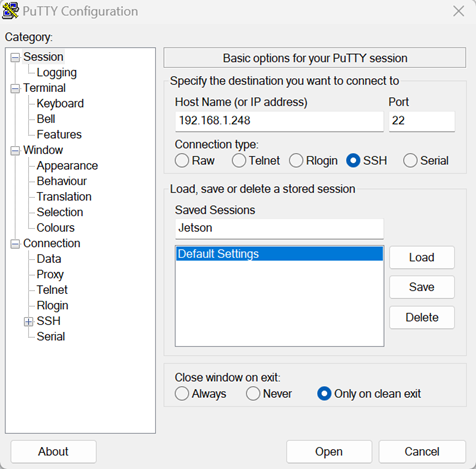 PuTTY Configuration
Category:
Session
Logging
Terminal
Keyboard
Bell
Features
Window
Appearance
Behaviour
Translation
Selection
Colours
Connection
Data
Proxy
Telnet
Rlogin
SSH
Serial
Basic options for your PuTTY session
Specify the destination you want to connect to
Host Name (or IP address) Port
192.168.1.248 22
Connection type:
Raw Telnet Rlogin SSH Serial
Load, save or delete a stored session
Saved Sessions
Jetson
Default Settings
Load
Save
Delete
Close window on exit:
Always Never Only on clean exit
About Open Cancel